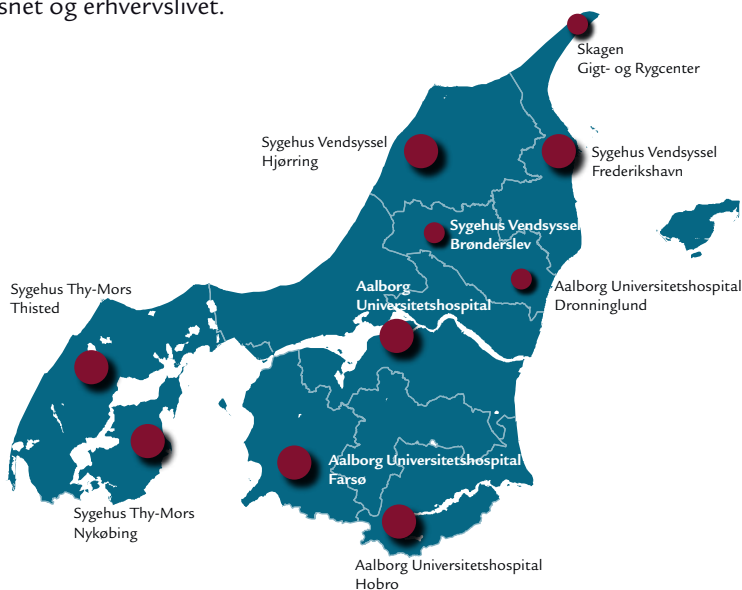 snet og erhvervslivet.
Skagen
Gigt- og Rygcenter
Sygehus Vendsyssel
Hjørring
Sygehus Vendsyssel
Frederikshavn
Sygehus Vendsyssel
Brønderslev
Aalborg Universitetshospital
Dronninglund
Aalborg
Universitetshospital
Sygehus Thy-Mors
Thisted
Aalborg Universitetshospital
Farsø
Sygehus Thy-Mors
Nykøbing
Aalborg Universitetshospital
Hobro